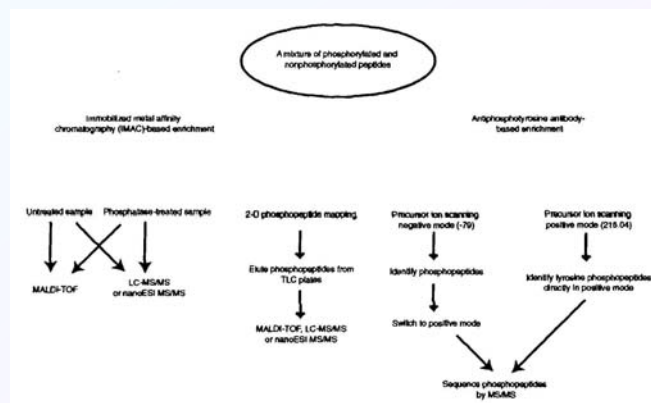 A mixture of phosphorylated and
nonphosphorylated peptides
Immobilized metal affinity
chromatography (IMAC)-based enrichment
Antiphosphotyrosine antibody-
based enrichment
Untreated sample
Phosphatase-treated sample
2-D phosphopeptide mapping
Precursor ion scanning
negative mode (-79)
Precursor ion scanning
positive mode (216.04)
MALDI-TOF
LC-MS/MS
or nanoESI MS/MS
Elute phosphopeptides from
TLC plates
Identify phosphopeptides
Identify tyrosine phosphopeptides
directly in positive mode
MALDI-TOF, LC-MS/MS
or nanoESI MS/MS
Switch to positive mode
Sequence phosphopeptides
by MS/MS